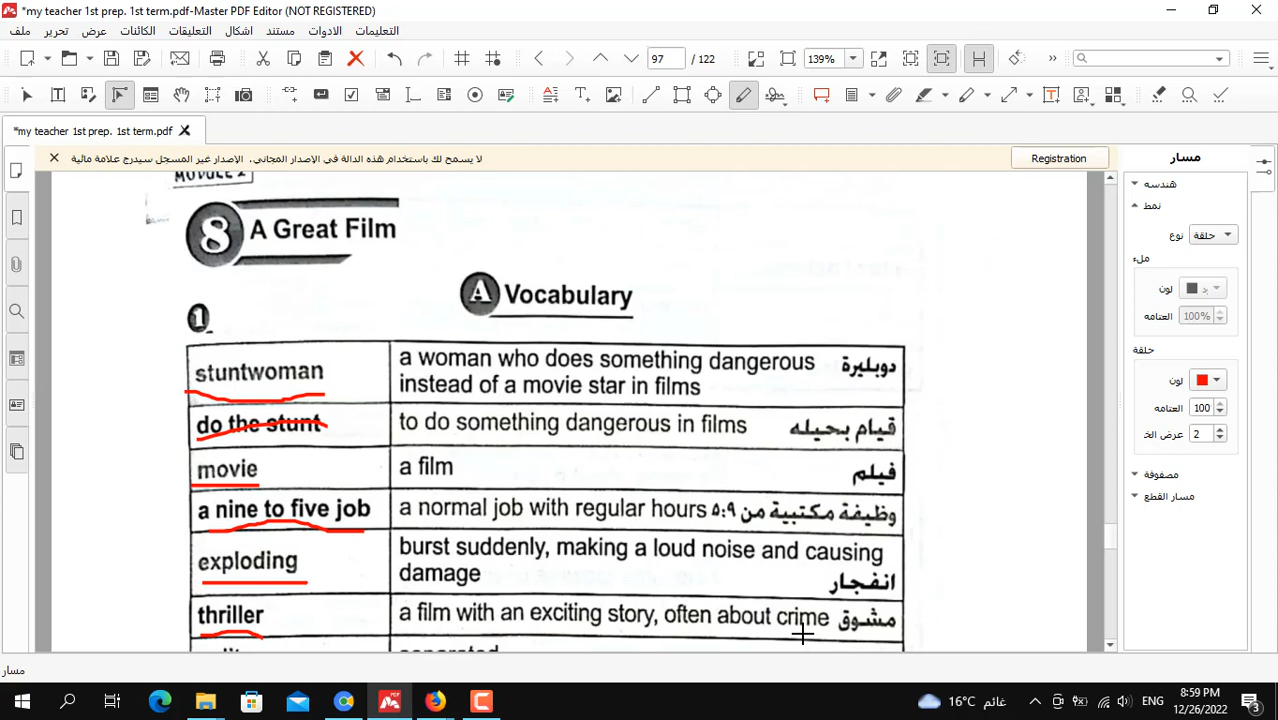 *my teacher 1st prep. 1st term.pdf-Master PDF Editor (NOT REGISTERED)
ملف تحرير عرض الكائنات التعليقات اشكال مستند الادوات التعليمات
97 / 122
139%
*my teacher 1st prep. 1st term.pdf
لا يسمح لك باستخدام هذه الدالة في الإصدار المجاني. الإصدار غير المسجل سيدرج علامة مائية
Registration
مسار
هندسه
نمط
نوع
حلقة
ملء
لون
العتامه
100%
حلقة
لون
العتامه
100
عرض الخ
2
مصفوفة
مسار القطع
MODULE 2
8 A Great Film
A Vocabulary
1
stuntwoman
a woman who does something dangerous instead of a movie star in films
دوبليرة
do the stunt
to do something dangerous in films
قيام بحيله
movie
a film
فيلم
a nine to five job
a normal job with regular hours
وظيفة مكتبية من ٥:٩
exploding
burst suddenly, making a loud noise and causing damage
انفجار
thriller
a film with an exciting story, often about crime
مشوق
separated
مسار
16°C غائم
ENG
8:59 PM
12/26/2022
3